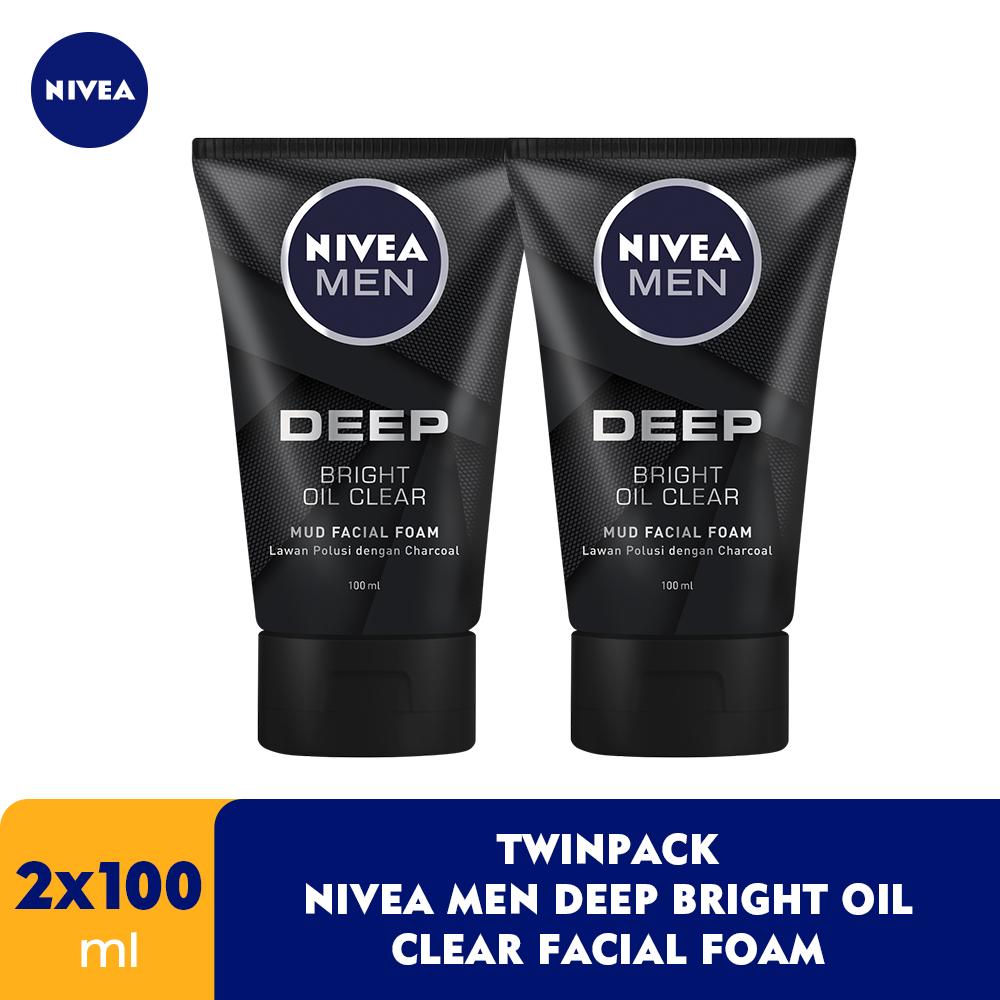 NIVEA
NIVEA
MEN
DEEP
BRIGHT
OIL CLEAR
MUD FACIAL FOAM
Lawan Polusi dengan Charcoal
100 ml
NIVEA
MEN
DEEP
BRIGHT
OIL CLEAR
MUD FACIAL FOAM
Lawan Polusi dengan Charcoal
100 ml
2x100
ml
TWINPACK
NIVEA MEN DEEP BRIGHT OIL
CLEAR FACIAL FOAM